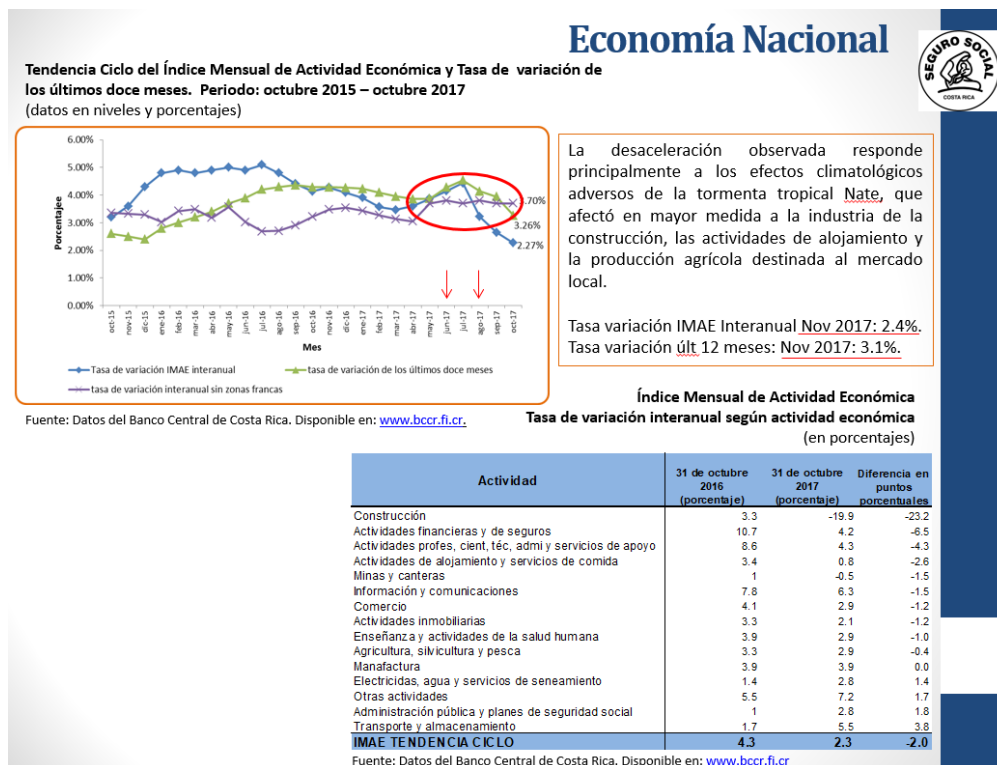 Economía Nacional
SEGURO SOCIAL
COSTA RICA
Tendencia Ciclo del Índice Mensual de Actividad Económica y Tasa de variación de
los últimos doce meses. Periodo: octubre 2015 – octubre 2017
(datos en niveles y porcentajes)
6.00%
5.00%
4.00%
3.00%
2.00%
1.00%
0.00%
Porcentajee
3.70%
3.26%
2.27%
oct-15 nov-15 dic-15 ene-16 feb-16 mar-16 abr-16 may-16 jun-16 jul-16 ago-16 sep-16 oct-16 nov-16 dic-16 ene-17 feb-17 mar-17 abr-17 may-17 jun-17 jul-17 ago-17 sep-17 oct-17
Mes
Tasa de variación IMAE interanual
tasa de variación de los últimos doce meses
tasa de variación interanual sin zonas francas
La desaceleración observada responde
principalmente a los efectos climatológicos
adversos de la tormenta tropical Nate, que
afectó en mayor medida a la industria de la
construcción, las actividades de alojamiento y
la producción agrícola destinada al mercado
local.
Tasa variación IMAE Interanual Nov 2017: 2.4%.
Tasa variación últ 12 meses: Nov 2017: 3.1%.
Fuente: Datos del Banco Central de Costa Rica. Disponible en: www.bccr.fi.cr.
Índice Mensual de Actividad Económica
Tasa de variación interanual según actividad económica
(en porcentajes)
Actividad
31 de octubre
2016
(porcentaje)
31 de octubre
2017
(porcentaje)
Diferencia en
puntos
porcentuales
Construcción 3.3 -19.9 -23.2
Actividades financieras y de seguros 10.7 4.2 -6.5
Actividades profes, cient, téc, admi y servicios de apoyo 8.6 4.3 -4.3
Actividades de alojamiento y servicios de comida 3.4 0.8 -2.6
Minas y canteras 1 -0.5 -1.5
Información y comunicaciones 7.8 6.3 -1.5
Comercio 4.1 2.9 -1.2
Actividades inmobiliarias 3.3 2.1 -1.2
Enseñanza y actividades de la salud humana 3.9 2.9 -1.0
Agricultura, silvicultura y pesca 3.3 2.9 -0.4
Manafactura 3.9 3.9 0.0
Electricidas, agua y servicios de seneamiento 1.4 2.8 1.4
Otras actividades 5.5 7.2 1.7
Administración pública y planes de seguridad social 1 2.8 1.8
Transporte y almacenamiento 1.7 5.5 3.8
IMAE TENDENCIA CICLO 4.3 2.3 -2.0
Fuente: Datos del Banco Central de Costa Rica. Disponible en: www.bccr.fi.cr